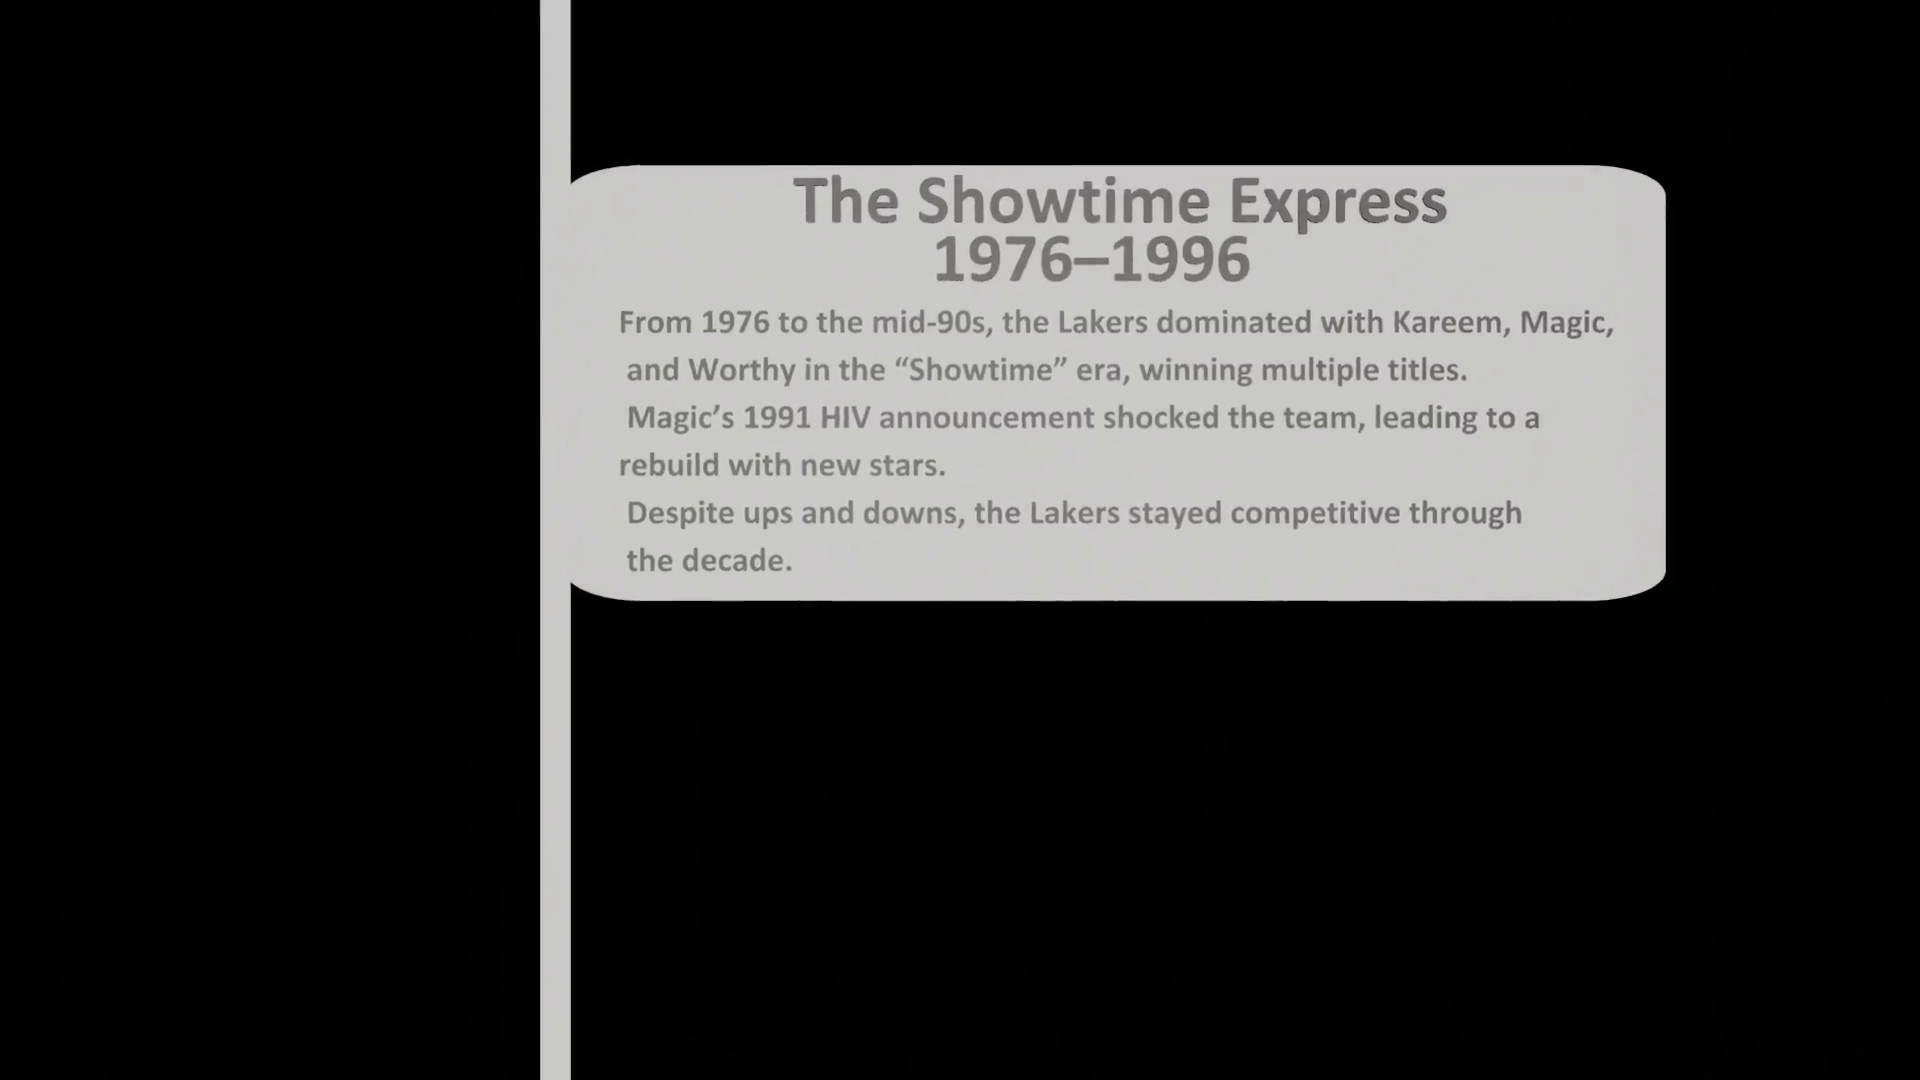 The Showtime Express
1976–1996
From 1976 to the mid-90s, the Lakers dominated with Kareem, Magic,
and Worthy in the “Showtime” era, winning multiple titles.
Magic’s 1991 HIV announcement shocked the team, leading to a
rebuild with new stars.
Despite ups and downs, the Lakers stayed competitive through
the decade.